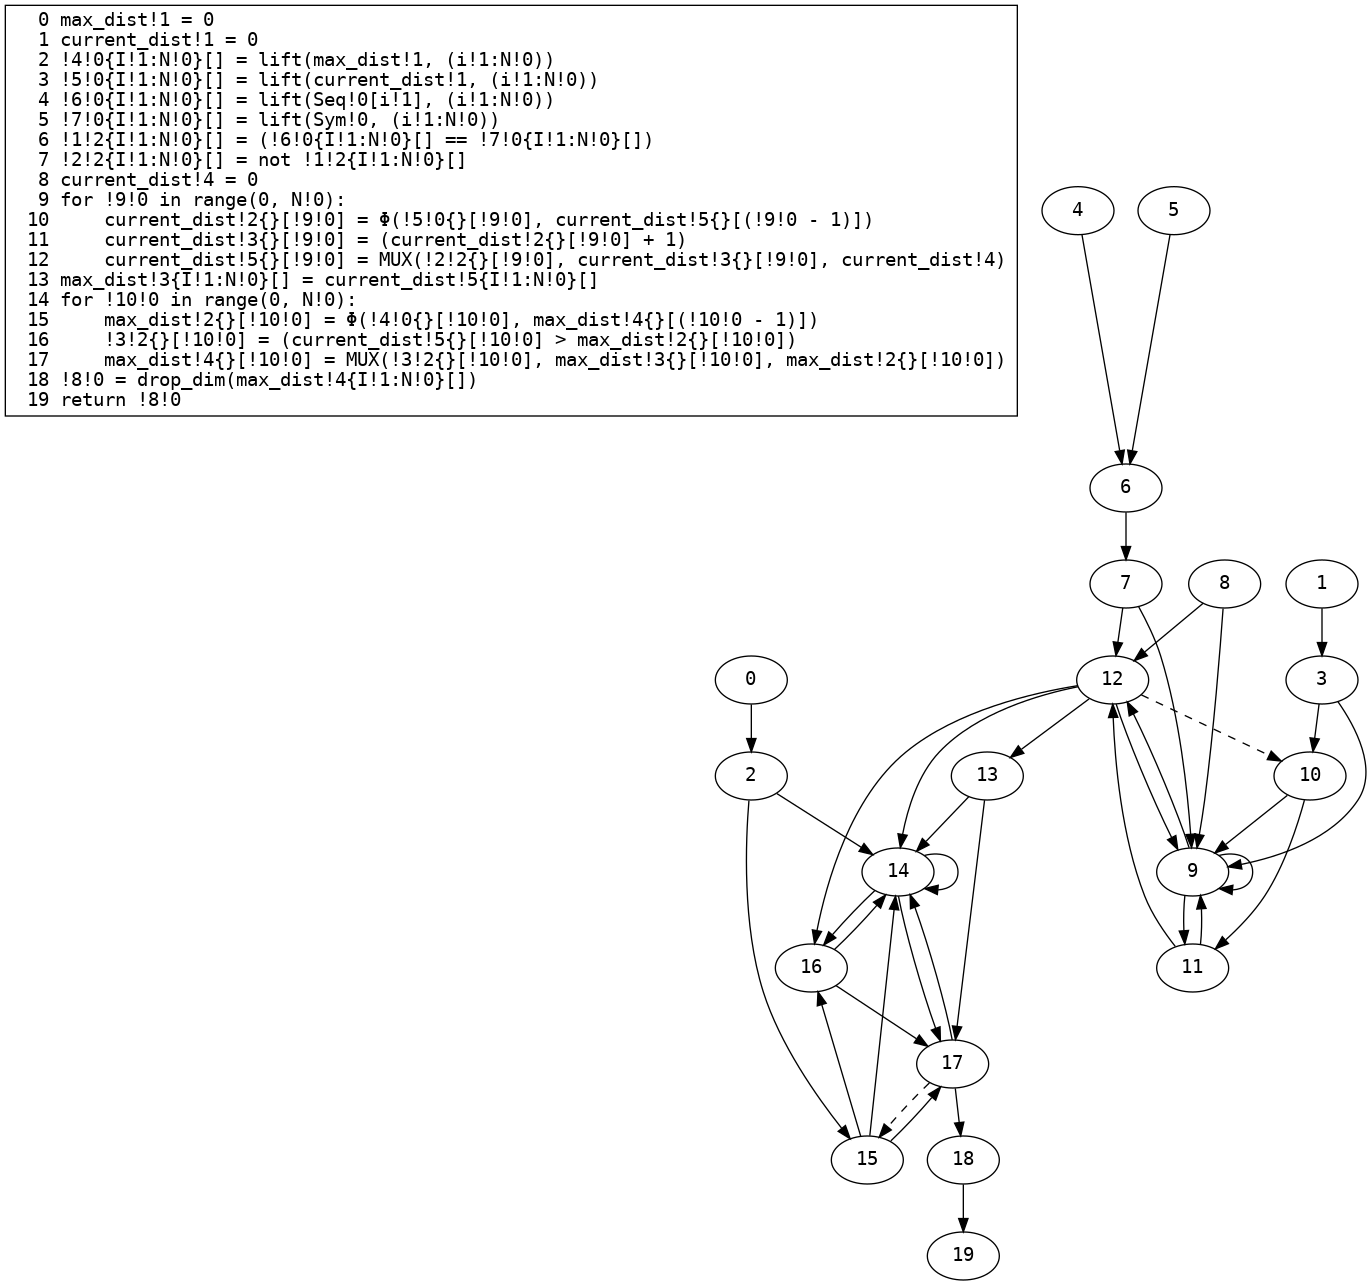 0 max_dist!1 = 0
1 current_dist!1 = 0
2 !4!0{I!1:N!0}[] = lift(max_dist!1, (i!1:N!0))
3 !5!0{I!1:N!0}[] = lift(current_dist!1, (i!1:N!0))
4 !6!0{I!1:N!0}[] = lift(Seq!0[i!1], (i!1:N!0))
5 !7!0{I!1:N!0}[] = lift(Sym!0, (i!1:N!0))
6 !1!2{I!1:N!0}[] = (!6!0{I!1:N!0}[] == !7!0{I!1:N!0}[])
7 !2!2{I!1:N!0}[] = not !1!2{I!1:N!0}[]
8 current_dist!4 = 0
9 for !9!0 in range(0, N!0):
10     current_dist!2{}[!9!0] = Φ(!5!0{}[!9!0], current_dist!5{}[(!9!0 - 1)])
11     current_dist!3{}[!9!0] = (current_dist!2{}[!9!0] + 1)
12     current_dist!5{}[!9!0] = MUX(!2!2{}[!9!0], current_dist!3{}[!9!0], current_dist!4)
13 max_dist!3{I!1:N!0}[] = current_dist!5{I!1:N!0}[]
14 for !10!0 in range(0, N!0):
15     max_dist!2{}[!10!0] = Φ(!4!0{}[!10!0], max_dist!4{}[(!10!0 - 1)])
16     !3!2{}[!10!0] = (current_dist!5{}[!10!0] > max_dist!2{}[!10!0])
17     max_dist!4{}[!10!0] = MUX(!3!2{}[!10!0], max_dist!3{}[!10!0], max_dist!2{}[!10!0])
18 !8!0 = drop_dim(max_dist!4{I!1:N!0}[])
19 return !8!0
4 5
6
7 8 1
0 12 3
2 13 10
14 9
16 11
17
15 18
19